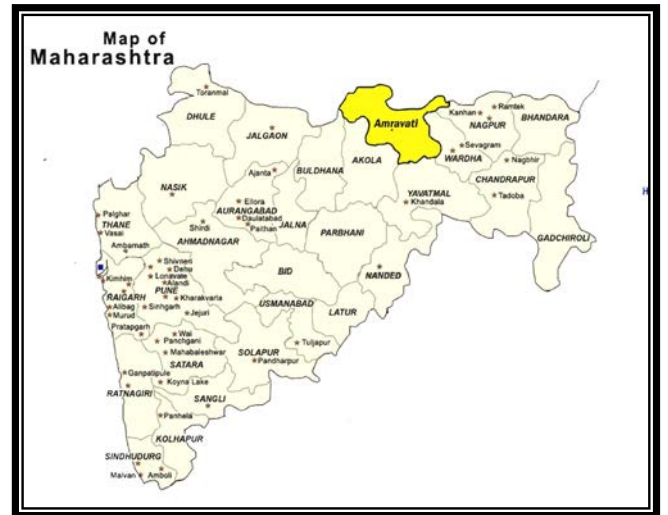 Map of
Maharashtra
Toranmal
DHULE
JALGAON
Amravati
Kanhan
Ramtek
NAGPUR
BHANDARA
Sevagram
WARDHA
Nagbhir
CHANDRAPUR
Tadoba
GADCHIROLI
AKOLA
BULDHANA
YAVATMAL
Khandala
Ajanta
NASIK
Ellora
AURANGABAD
Daulatabad
Paithan
JALNA
PARBHANI
Shirdi
AHMADNAGAR
Palghar
THANE
Vasai
Ambarnath
Shivneri
Dehu
Lonavale
Alandi
PUNE
Kharakvarla
Kimhim
RAIGARH
Alibag
Murud
Sinhgarh
Jejuri
BID
NANDED
USMANABAD
LATUR
Pratapgarh
Wai
Panchgani
Mahabaleshwar
SATARA
SOLAPUR
Pandharpur
Tuljapur
Ganpatipule
Koyna Lake
RATNAGIRI
SANGLI
Panhela
KOLHAPUR
SINDHUDURG
Malvan
Amboli
H